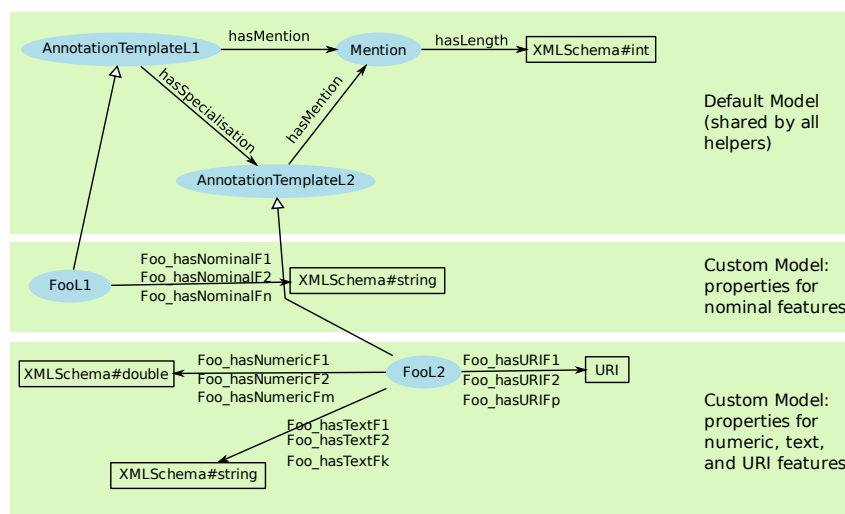 AnnotationTemplateL1
hasMention
Mention
hasLength
XMLSchema#int
hasSpecialisation
hasMention
AnnotationTemplateL2
Default Model
(shared by all
helpers)
FooL1
Foo_hasNominalF1
Foo_hasNominalF2
Foo_hasNominalFn
XMLSchema#string
Custom Model:
properties for
nominal features
XMLSchema#double
Foo_hasNumericF1
Foo_hasNumericF2
Foo_hasNumericFm
FooL2
Foo_hasURIF1
Foo_hasURIF2
Foo_hasURIFp
URI
Foo_hasTextF1
Foo_hasTextF2
Foo_hasTextFk
XMLSchema#string
Custom Model:
properties for
numeric, text,
and URI features